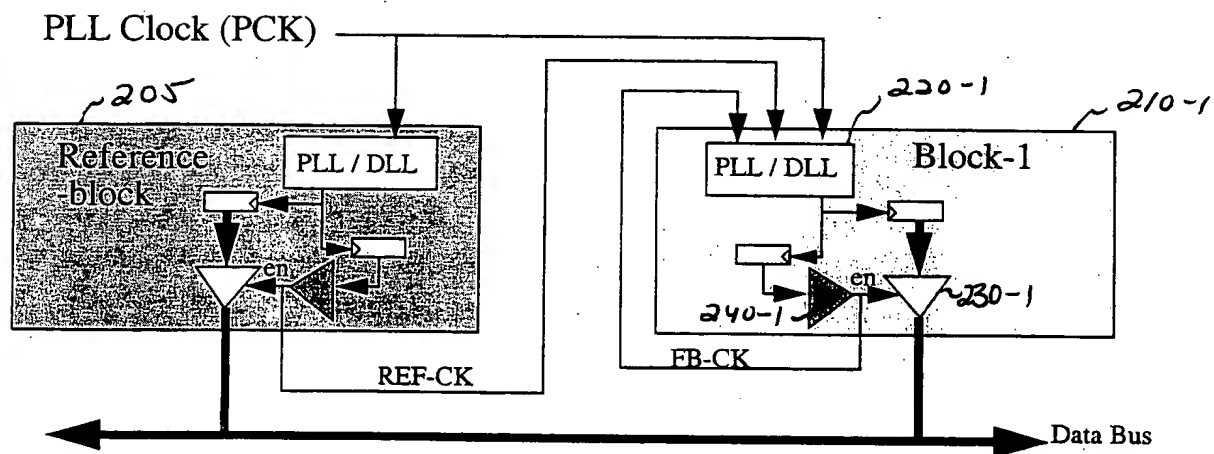 PLL Clock (PCK)
205
220-1
210-1
Reference
block
PLL / DLL
PLL / DLL
Block-1
en
en
230-1
240-1
REF-CK
FB-CK
Data Bus